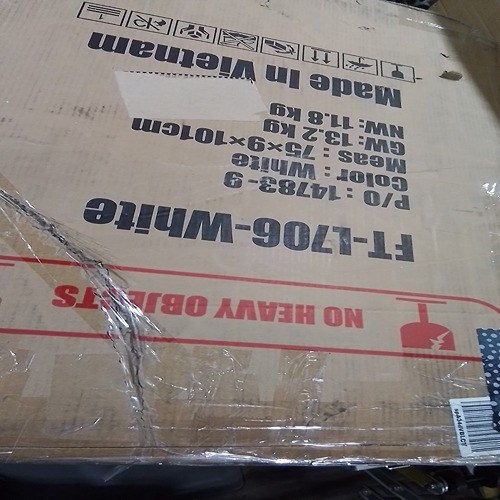 NO HEAVY OBJECTS
FT-L706-White
P/O : 14783-9
Color : White
Meas : 75×9×101cm
GW: 13.2 kg
NW: 11.8 kg
Made in Vietnam